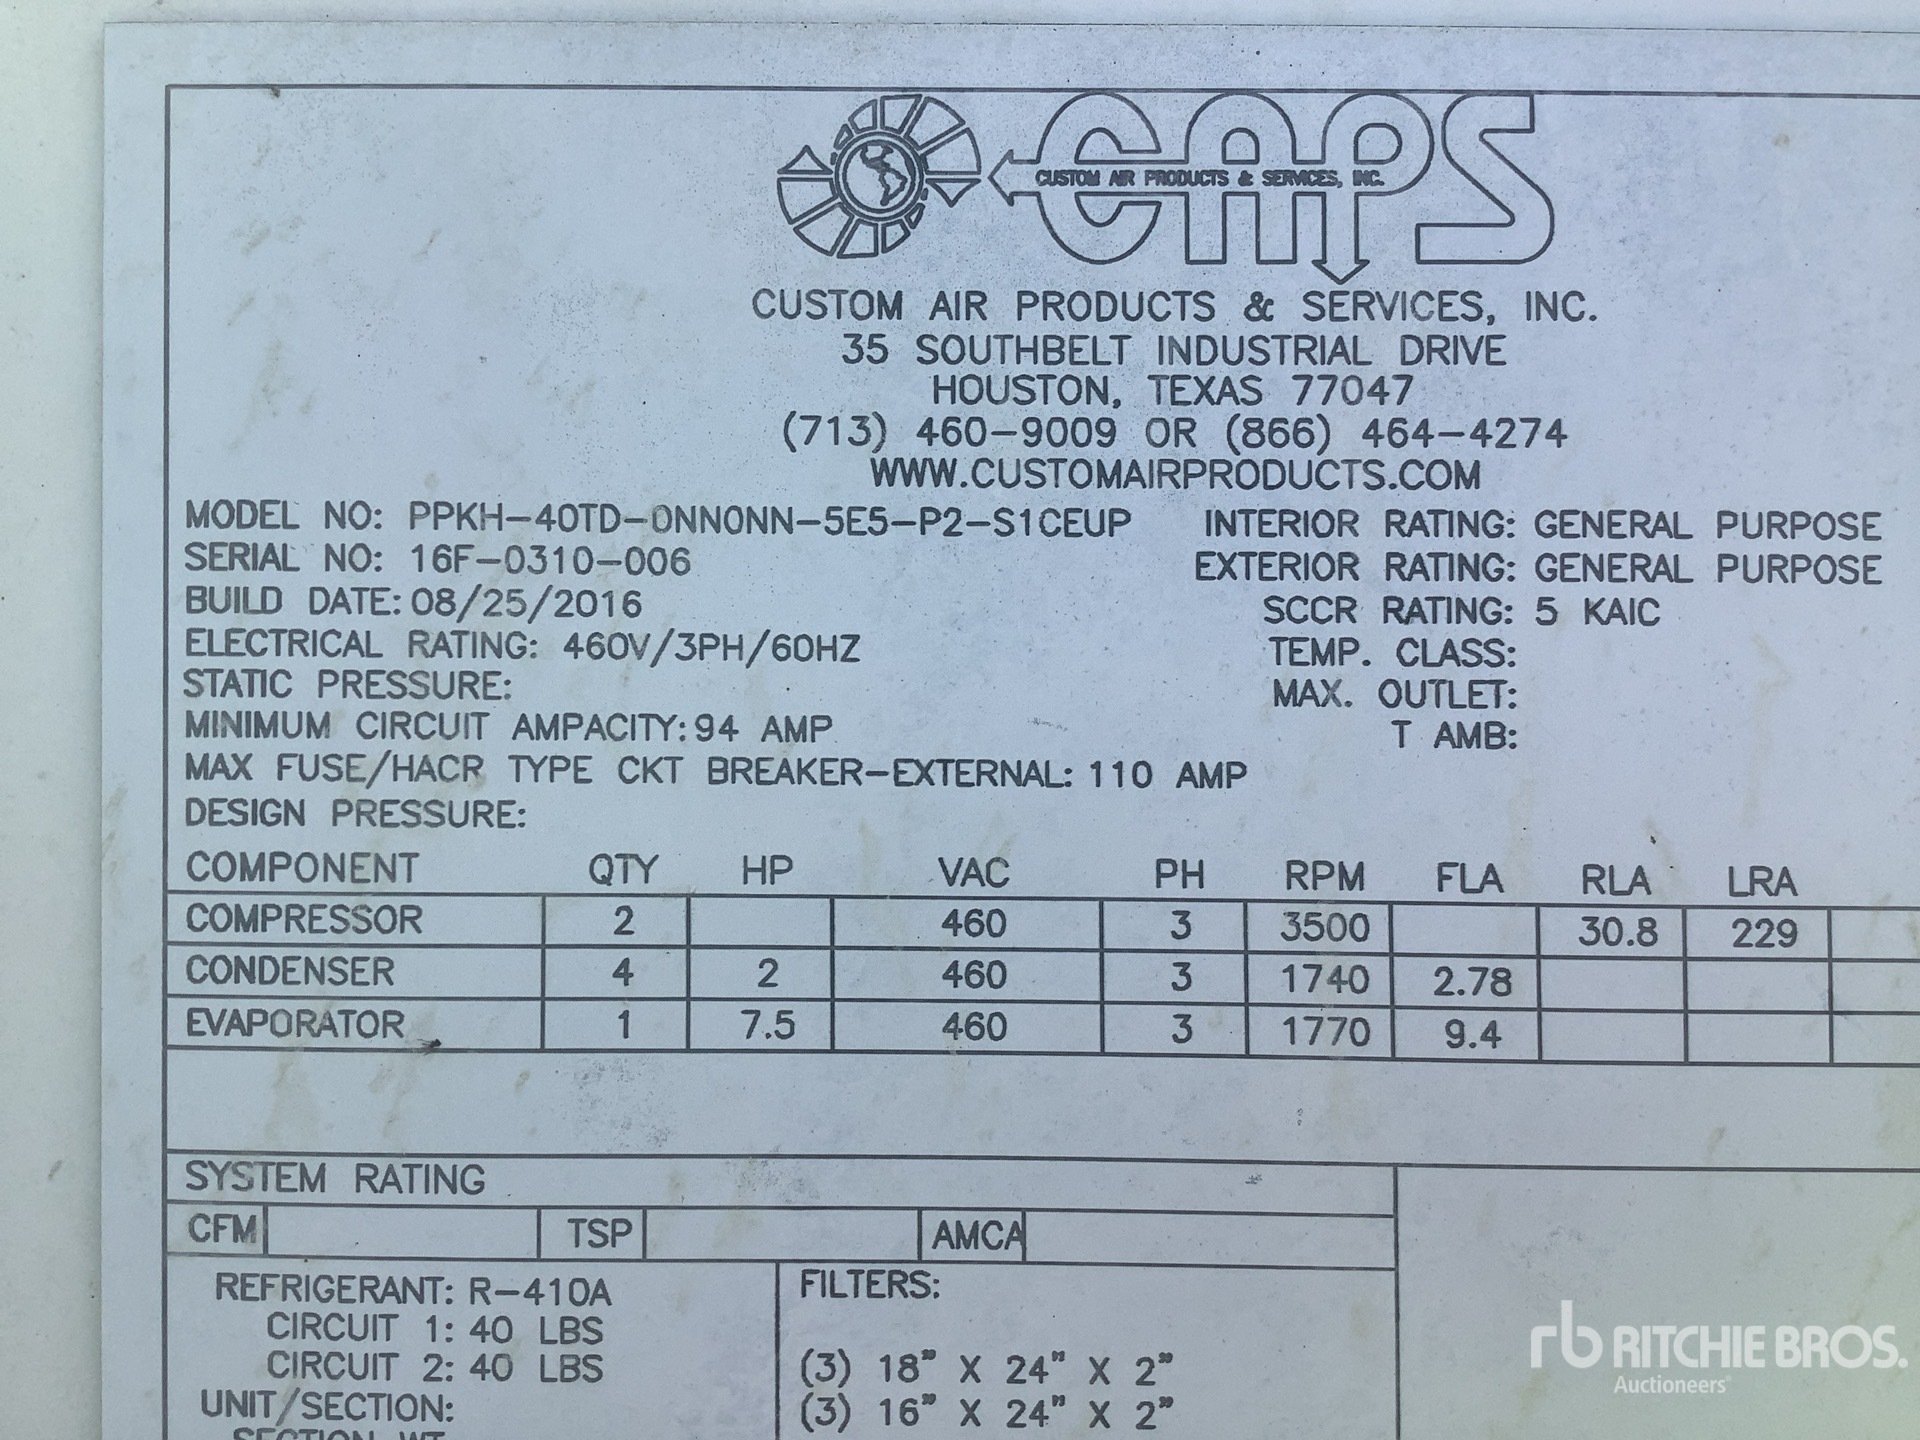 CAPS
CUSTOM AIR PRODUCTS & SERVICES, INC.
CUSTOM AIR PRODUCTS & SERVICES, INC.
35 SOUTHBELT INDUSTRIAL DRIVE
HOUSTON, TEXAS 77047
(713) 460-9009 OR (866) 464-4274
WWW.CUSTOMAIRPRODUCTS.COM
MODEL NO: PPKH-40TD-0NN0NN-5E5-P2-S1CEUP INTERIOR RATING: GENERAL PURPOSE
SERIAL NO: 16F-0310-006 EXTERIOR RATING: GENERAL PURPOSE
BUILD DATE: 08/25/2016 SCCR RATING: 5 KAIC
ELECTRICAL RATING: 460V/3PH/60HZ TEMP. CLASS:
STATIC PRESSURE: MAX. OUTLET:
MINIMUM CIRCUIT AMPACITY: 94 AMP T AMB:
MAX FUSE/HACR TYPE CKT BREAKER-EXTERNAL: 110 AMP
DESIGN PRESSURE:
COMPONENT QTY HP VAC PH RPM FLA RLA LRA
COMPRESSOR 2 460 3 3500 30.8 229
CONDENSER 4 2 460 3 1740 2.78
EVAPORATOR 1 7.5 460 3 1770 9.4
SYSTEM RATING
CFM TSP AMCA
REFRIGERANT: R-410A FILTERS:
CIRCUIT 1: 40 LBS
CIRCUIT 2: 40 LBS (3) 18" X 24" X 2"
UNIT/SECTION: (3) 16" X 24" X 2"
SECTION WT
rb RITCHIE BROS.
Auctioneers